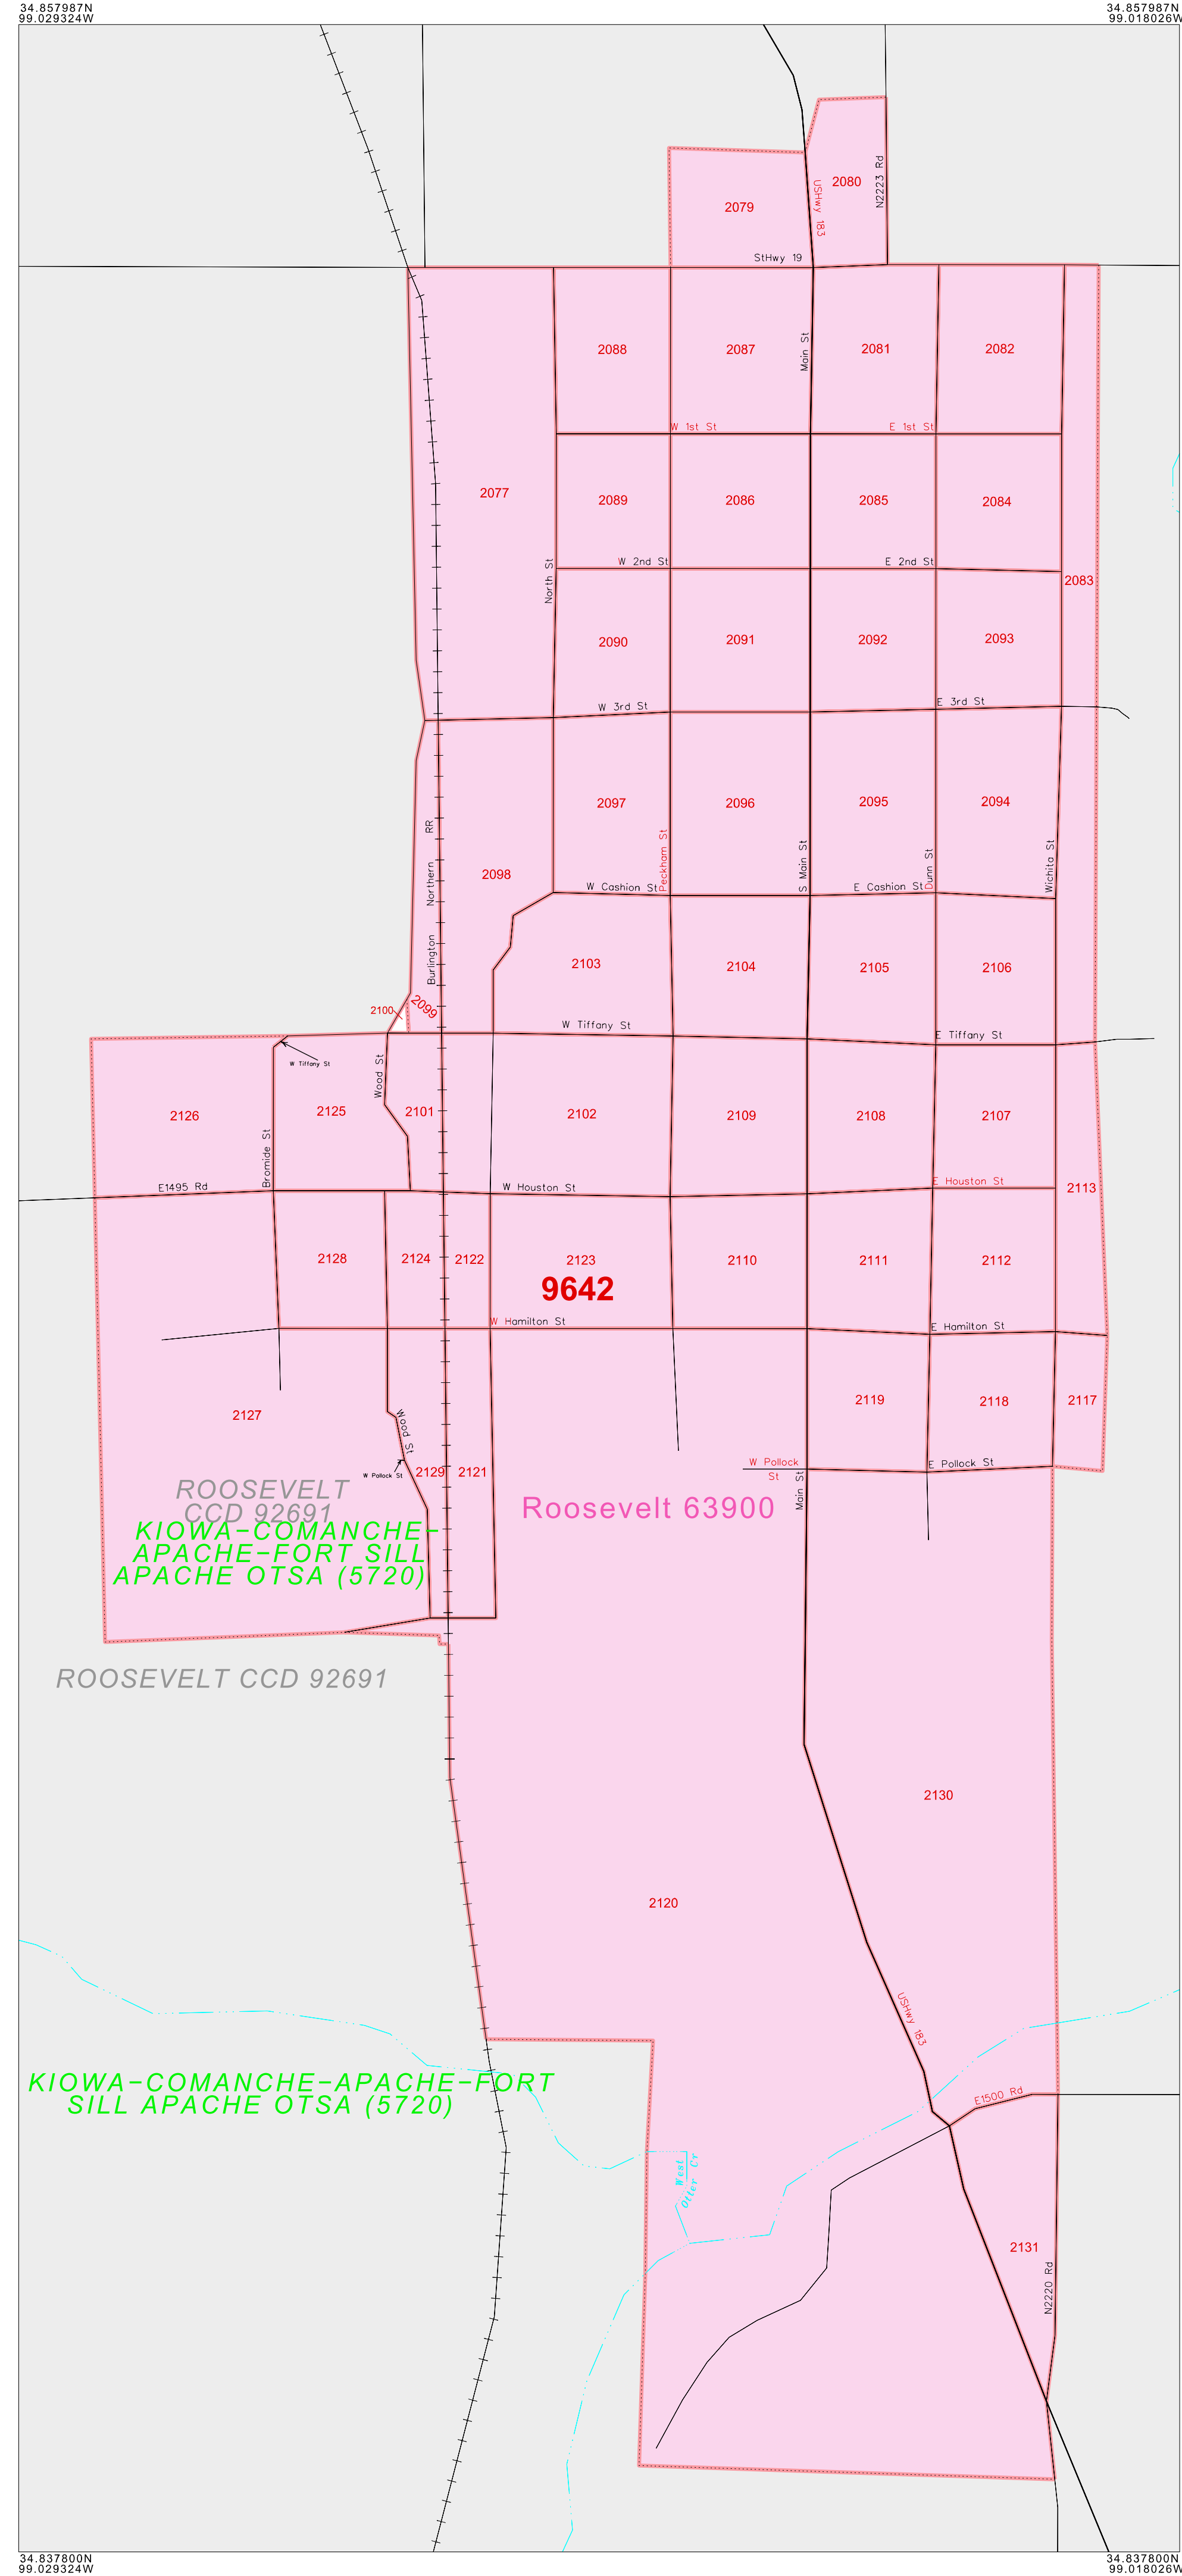 34.857987N
99.029324W
34.857987N
99.018026W
N2223 Rd
2080
USHwy 183
2079
StHwy 19
Main St
2088
2087
2081
2082
W 1st St
E 1st St
2077
2089
2086
2085
2084
W 2nd St
E 2nd St
North St
2083
2090
2091
2092
2093
W 3rd St
E 3rd St
2097
2096
2095
2094
Burlington Northern RR
Peckham St
S Main St
Dunn St
Wichita St
2098
W Cashion St
E Cashion St
2103
2104
2105
2106
2099
2100
W Tiffany St
E Tiffany St
W Tiffany St
Wood St
2126
2125
2101
2102
2109
2108
2107
Bromide St
E1495 Rd
W Houston St
E Houston St
2113
2128
2124
2122
2123
2110
2111
2112
9642
W Hamilton St
E Hamilton St
2127
Wood St
2119
2118
2117
W Pollock St
2129
2121
W Pollock
St
E Pollock St
Main St
ROOSEVELT
CCD 92691
Roosevelt 63900
KIOWA-COMANCHE-
APACHE-FORT SILL
APACHE OTSA (5720)
ROOSEVELT CCD 92691
2130
2120
USHwy 183
KIOWA-COMANCHE-APACHE-FORT
SILL APACHE OTSA (5720)
E1500 Rd
West
Otter Cr
2131
N2220 Rd
34.837800N
99.029324W
34.837800N
99.018026W